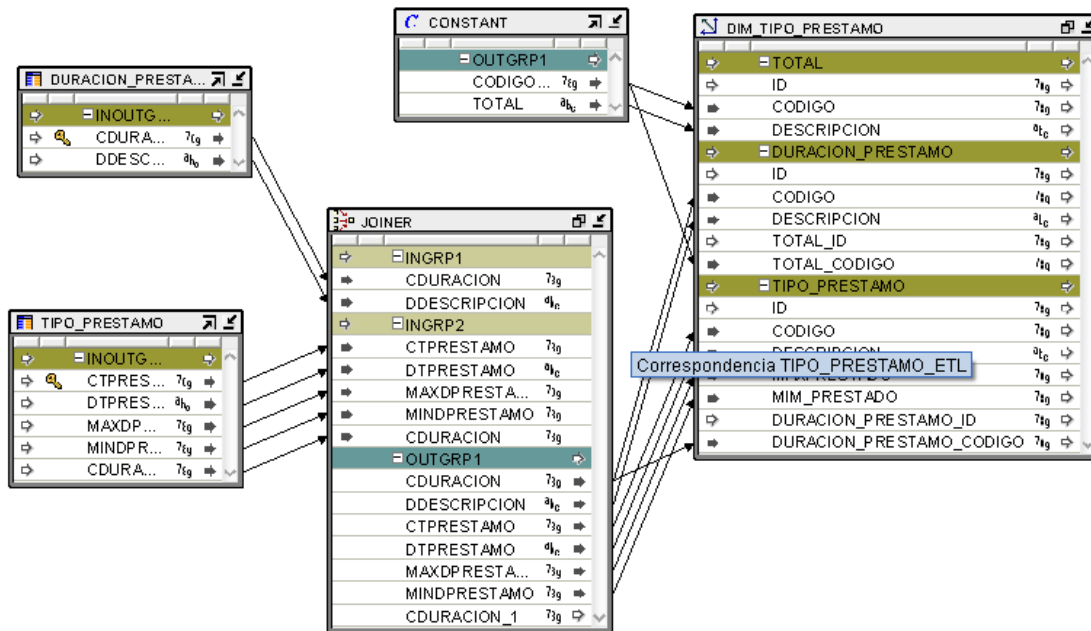 CONSTANT
OUTGRP1
CODIGO...
TOTAL
DURACION_PRESTA...
INOUTG...
CDURA...
DDESC...
TIPO_PRESTAMO
INOUTG...
CTPRES...
DTPRES...
MAXDP...
MINDPR...
CDURA...
JOINER
INGRP1
CDURACION
DDESCRIPCION
INGRP2
CTPRESTAMO
DTPRESTAMO
MAXDPRESTA...
MINDPRESTAMO
CDURACION
OUTGRP1
CDURACION
DDESCRIPCION
CTPRESTAMO
DTPRESTAMO
MAXDPRESTA...
MINDPRESTAMO
CDURACION_1
DIM_TIPO_PRESTAMO
TOTAL
ID
CODIGO
DESCRIPCION
DURACION_PRESTAMO
ID
CODIGO
DESCRIPCION
TOTAL_ID
TOTAL_CODIGO
TIPO_PRESTAMO
ID
CODIGO
Correspondencia TIPO_PRESTAMO_ETL
MIM_PRESTADO
DURACION_PRESTAMO_ID
DURACION_PRESTAMO_CODIGO